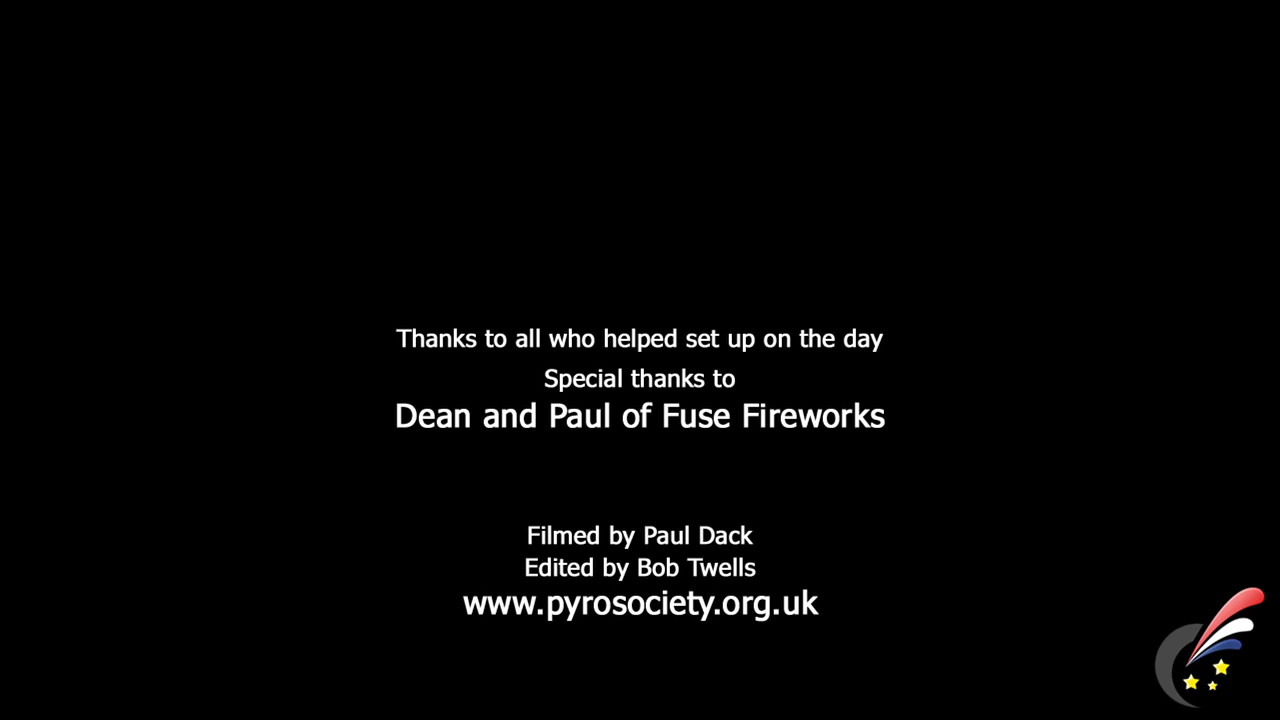 Thanks to all who helped set up on the day
Special thanks to
Dean and Paul of Fuse Fireworks
Filmed by Paul Dack
Edited by Bob Twells
www.pyrosociety.org.uk